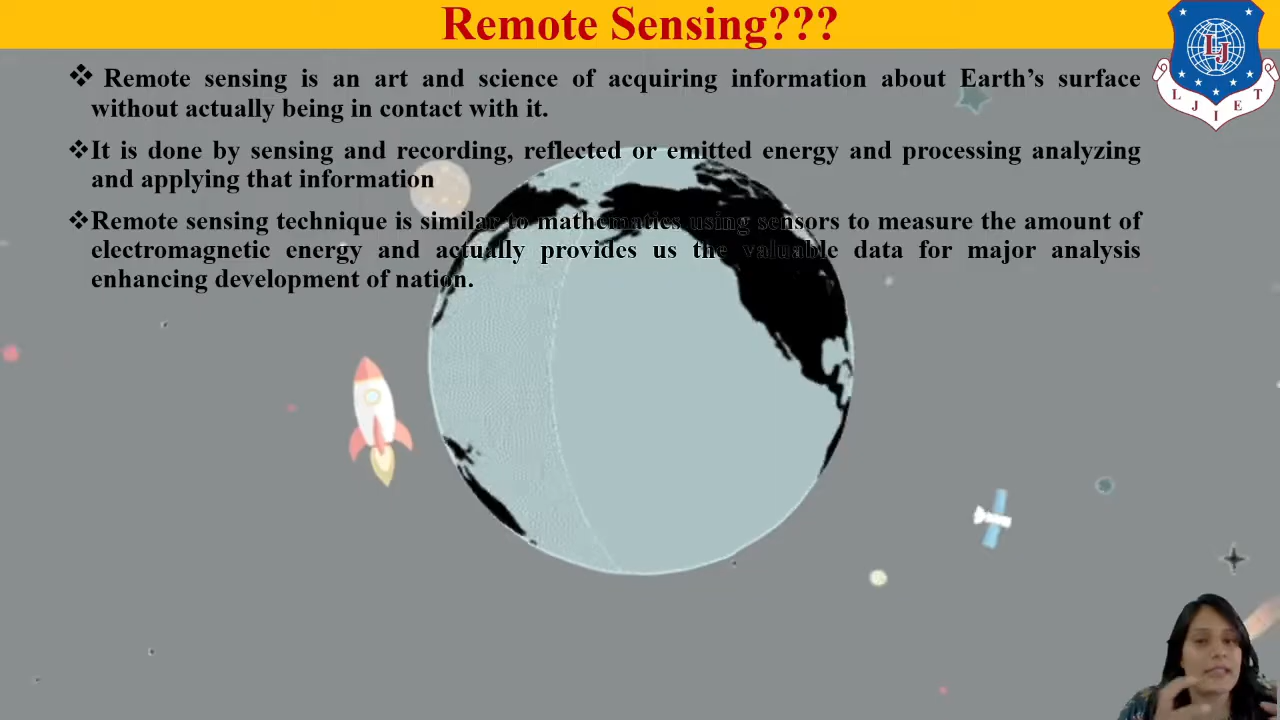 Remote Sensing???
❖ Remote sensing is an art and science of acquiring information about Earth’s surface
without actually being in contact with it.
❖It is done by sensing and recording, reflected or emitted energy and processing analyzing
and applying that information
❖Remote sensing technique is similar to mathematics using sensors to measure the amount of
electromagnetic energy and actually provides us the valuable data for major analysis
enhancing development of nation.
LJ
L J I E T